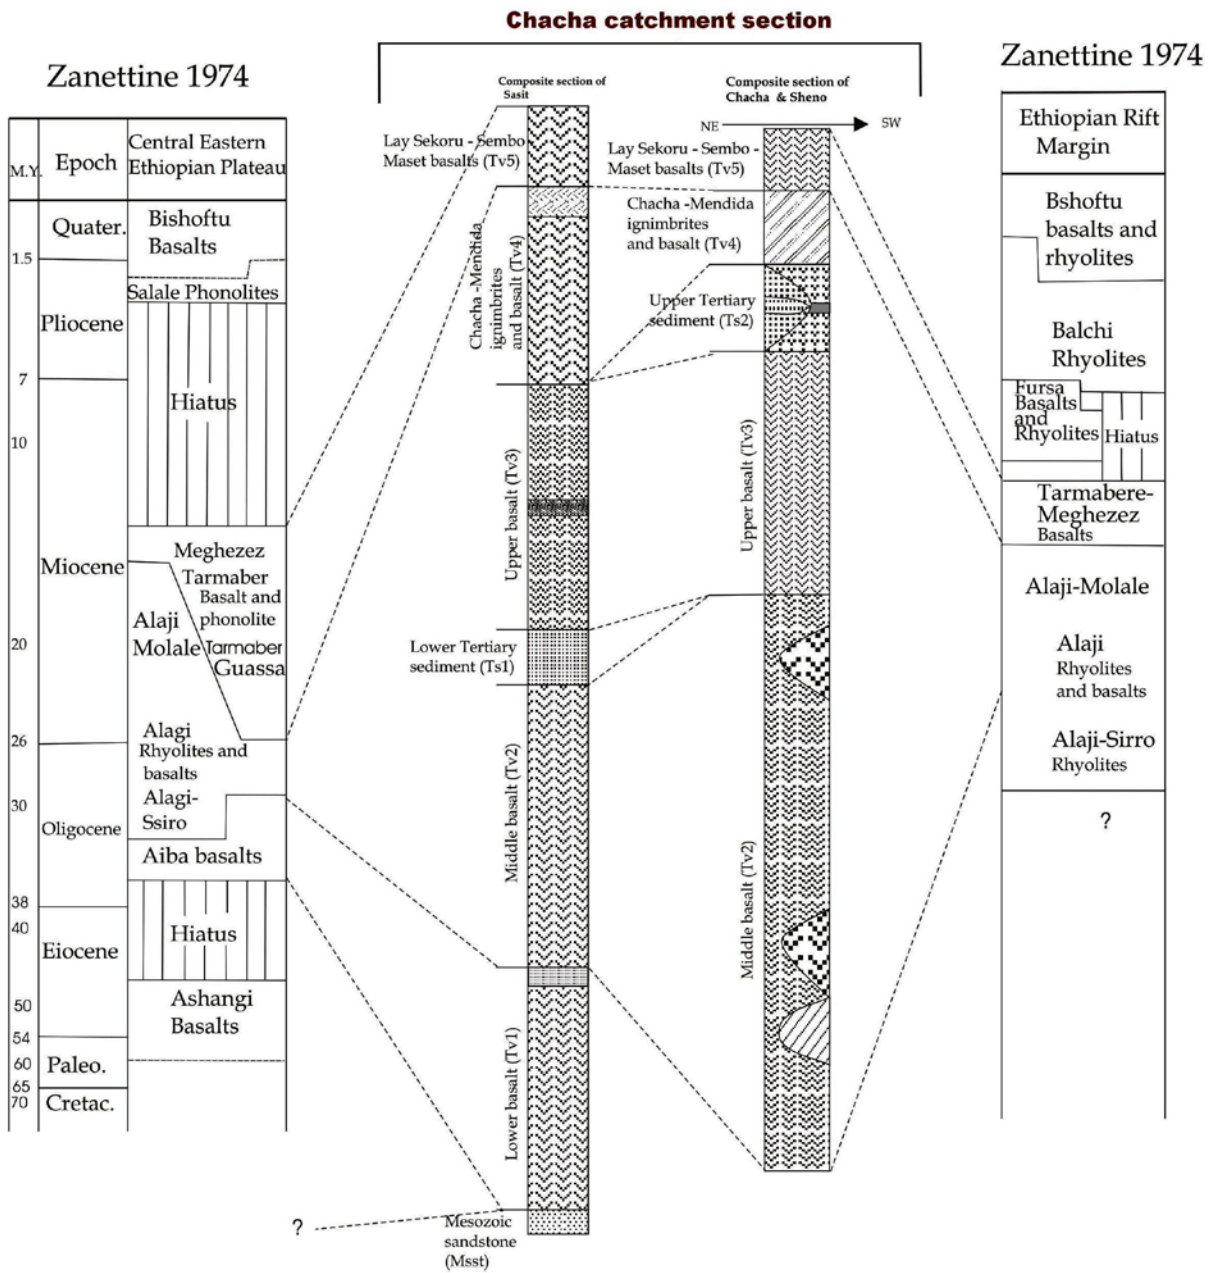 Chacha catchment section
Zanettine 1974
M.Y.
Epoch
Central Eastern
Ethiopian Plateau
Quater.
Bishoftu
Basalts
1.5
Salale Phonolites
Pliocene
7
Hiatus
10
Miocene
Meghezez
Tarmaber
Basalt and
phonolite
Alaji
Molale
Tarmaber
Guassa
20
26
Alagi
Rhyolites and
basalts
30
Alagi-
Ssiro
Oligocene
Aiba basalts
38
40
Hiatus
Eiocene
50
Ashangi
Basalts
54
60
Paleo.
65
70
Cretac.
?
Composite section of
Sasit
Lay Sekoru - Sembo
Maset basalts (Tv5)
Chacha -Mendida
ignimbrites
and basalt (Tv4)
Upper basalt (Tv3)
Lower Tertiary
sediment (Ts1)
Middle basalt (Tv2)
Lower basalt (Tv1)
Mesozoic
sandstone
(Msst)
Composite section of
Chacha & Sheno
NE
SW
Lay Sekoru - Sembo -
Maset basalts (Tv5)
Chacha -Mendida
ignimbrites
and basalt (Tv4)
Upper Tertiary
sediment (Ts2)
Upper basalt (Tv3)
Middle basalt (Tv2)
Zanettine 1974
Ethiopian Rift
Margin
Bshoftu
basalts and
rhyolites
Balchi
Rhyolites
Fursa
Basalts
and
Rhyolites
Hiatus
Tarmabere-
Meghezez
Basalts
Alaji-Molale
Alaji
Rhyolites
and basalts
Alaji-Sirro
Rhyolites
?